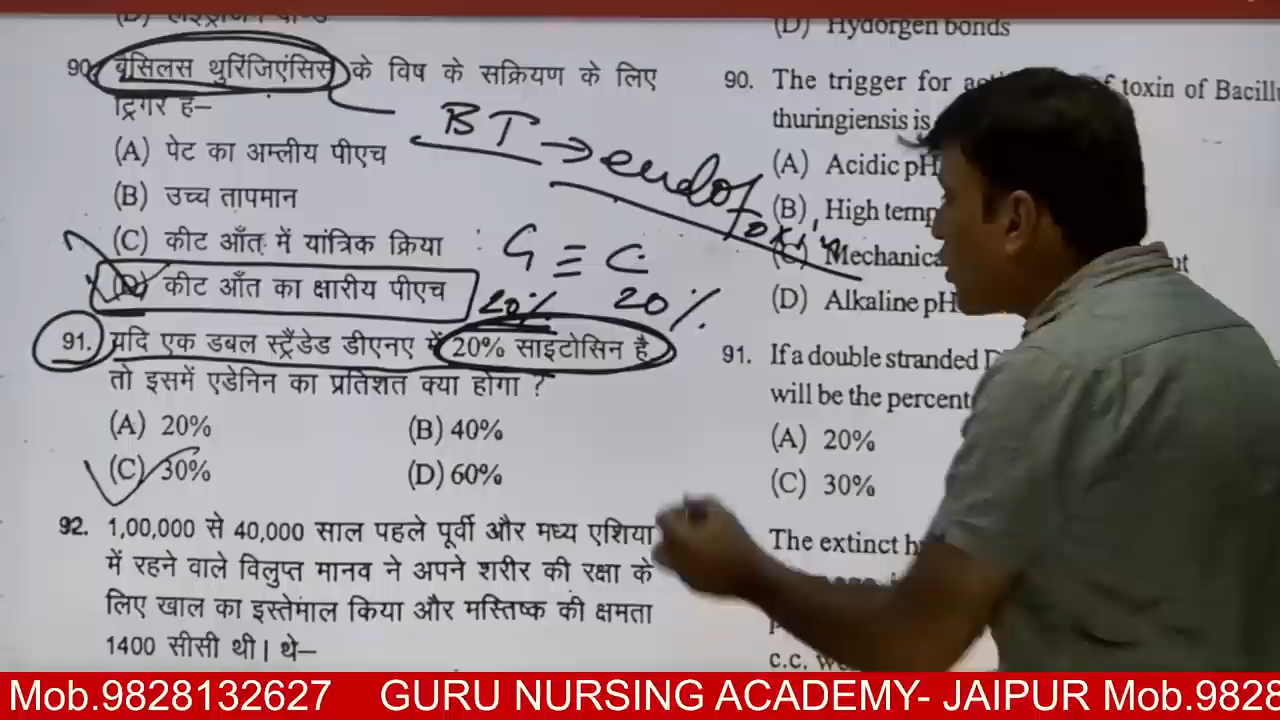 90. बेसिलस थुरिंजिएंसिस के विष के सक्रियण के लिए
ट्रिगर है–
(A) पेट का अम्लीय पीएच
(B) उच्च तापमान
(C) कीट आँत में यांत्रिक क्रिया
(D) कीट आँत का क्षारीय पीएच
91. यदि एक डबल स्ट्रैंडेड डीएनए में 20% साइटोसिन है
तो इसमें एडेनिन का प्रतिशत क्या होगा ?
(A) 20%
(B) 40%
(C) 30%
(D) 60%
92. 1,00,000 से 40,000 साल पहले पूर्वी और मध्य एशिया
में रहने वाले विलुप्त मानव ने अपने शरीर की रक्षा के
लिए खाल का इस्तेमाल किया और मस्तिष्क की क्षमता
1400 सीसी थी। थे–
BT → endotoxin
G ≡ C
20% 20%
(D) Hydorgen bonds
90. The trigger for of toxin of
thuringiensis is
(A) Acidic pH
(B) High
(C)
(D) Alkaline pH
91. If a double stranded
will be the
(A) 20%
(C) 30%
The extinct
c.c.
Mob.9828132627 GURU NURSING ACADEMY- JAIPUR Mob.9828